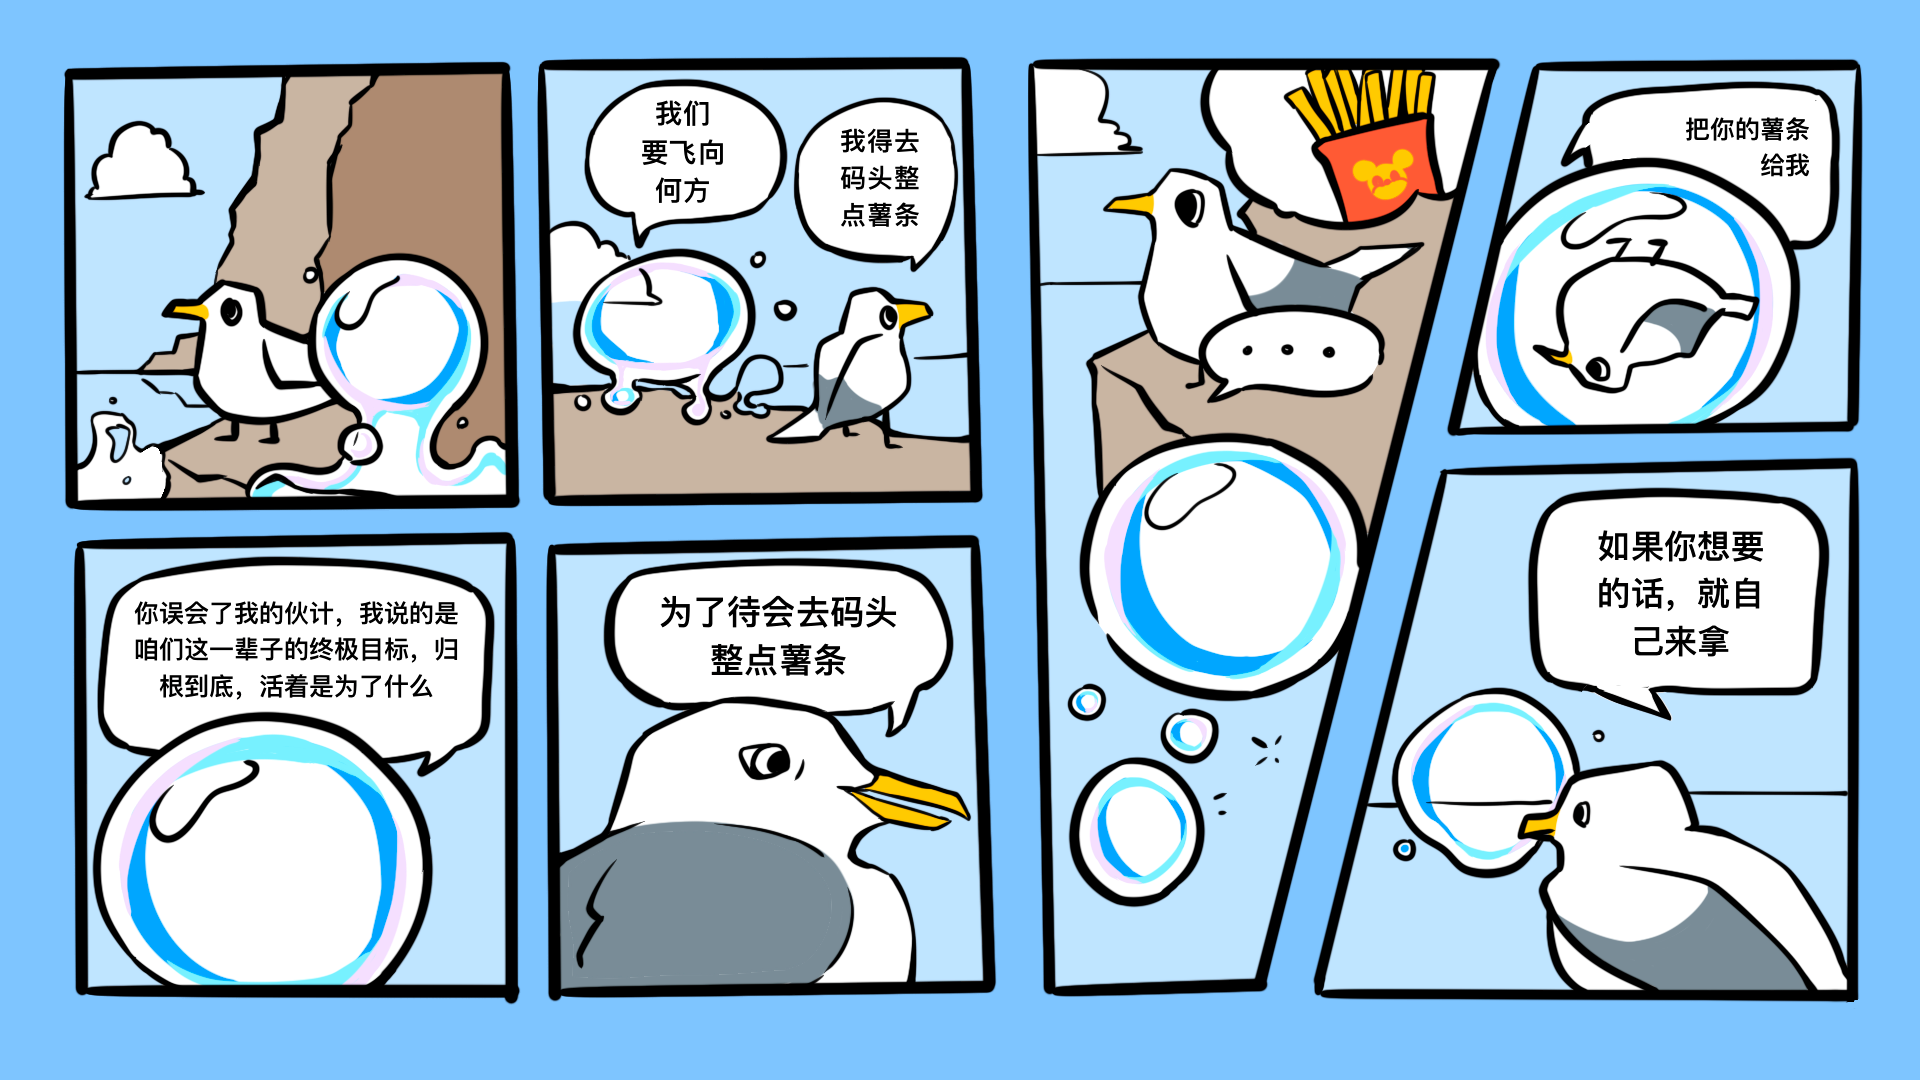 我们
要飞向
何方
我得去
码头整
点薯条
你误会了我的伙计，我说的是
咱们这一辈子的终极目标，归
根到底，活着是为了什么
为了待会去码头
整点薯条
把你的薯条
给我
如果你想要
的话，就自
己来拿